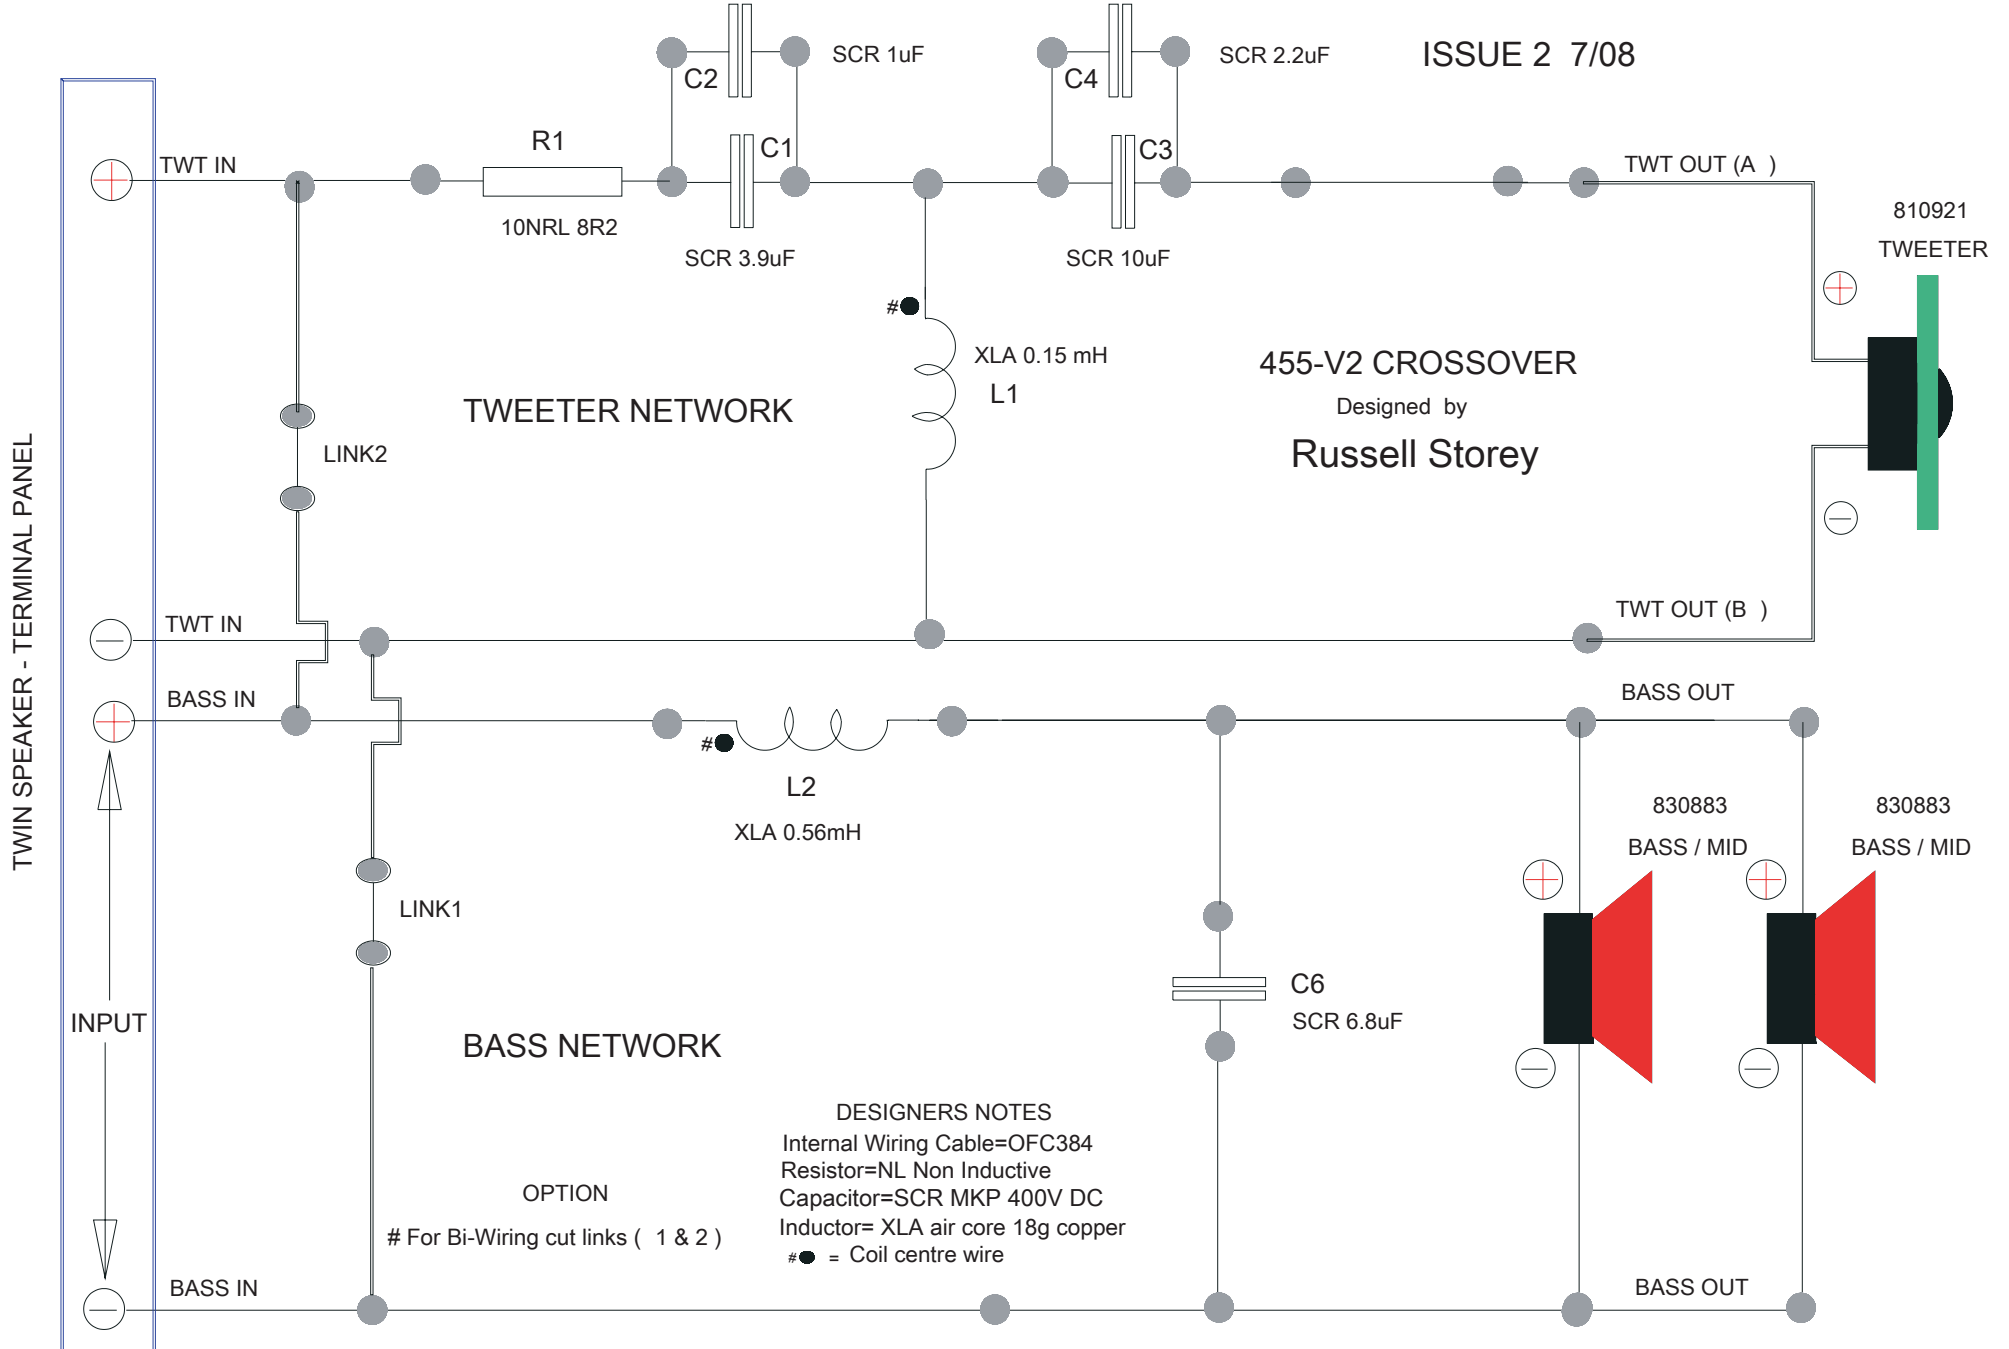 ISSUE 2 7/08
SCR 1uF
SCR 2.2uF
C2
C4
R1
C1
C3
TWT IN
TWT OUT (A )
10NRL 8R2
SCR 3.9uF
SCR 10uF
810921
TWEETER
#
XLA 0.15 mH
L1
455-V2 CROSSOVER
Designed by
Russell Storey
TWEETER NETWORK
LINK2
TWIN SPEAKER - TERMINAL PANEL
TWT IN
TWT OUT (B )
BASS IN
BASS OUT
#
L2
XLA 0.56mH
830883
BASS / MID
830883
BASS / MID
LINK1
C6
SCR 6.8uF
INPUT
BASS NETWORK
DESIGNERS NOTES
Internal Wiring Cable=OFC384
Resistor=NL Non Inductive
Capacitor=SCR MKP 400V DC
Inductor= XLA air core 18g copper
# = Coil centre wire
OPTION
# For Bi-Wiring cut links ( 1 & 2 )
BASS IN
BASS OUT